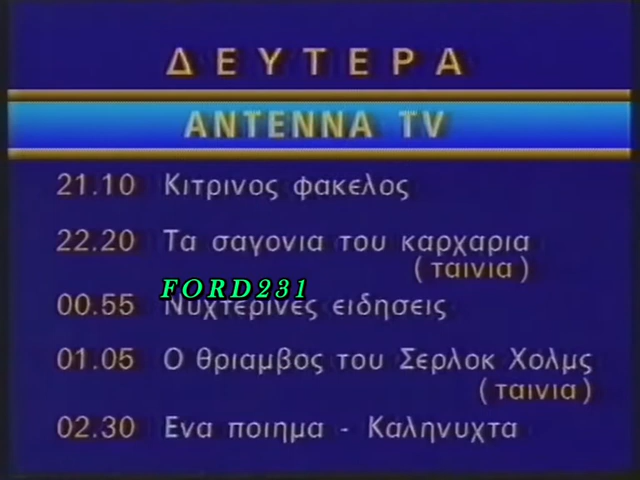 ΔΕΥΤΕΡΑ
ANTENNA TV
21.10 Κιτρινος φακελος
22.20 Τα σαγονια του καρχαρια
(ταινια)
FORD231
00.55 Νυχτερινες ειδησεις
01.05 Ο θριαμβος του Σερλοκ Χολμς
(ταινια)
02.30 Ενα ποιημα - Καληνυχτα